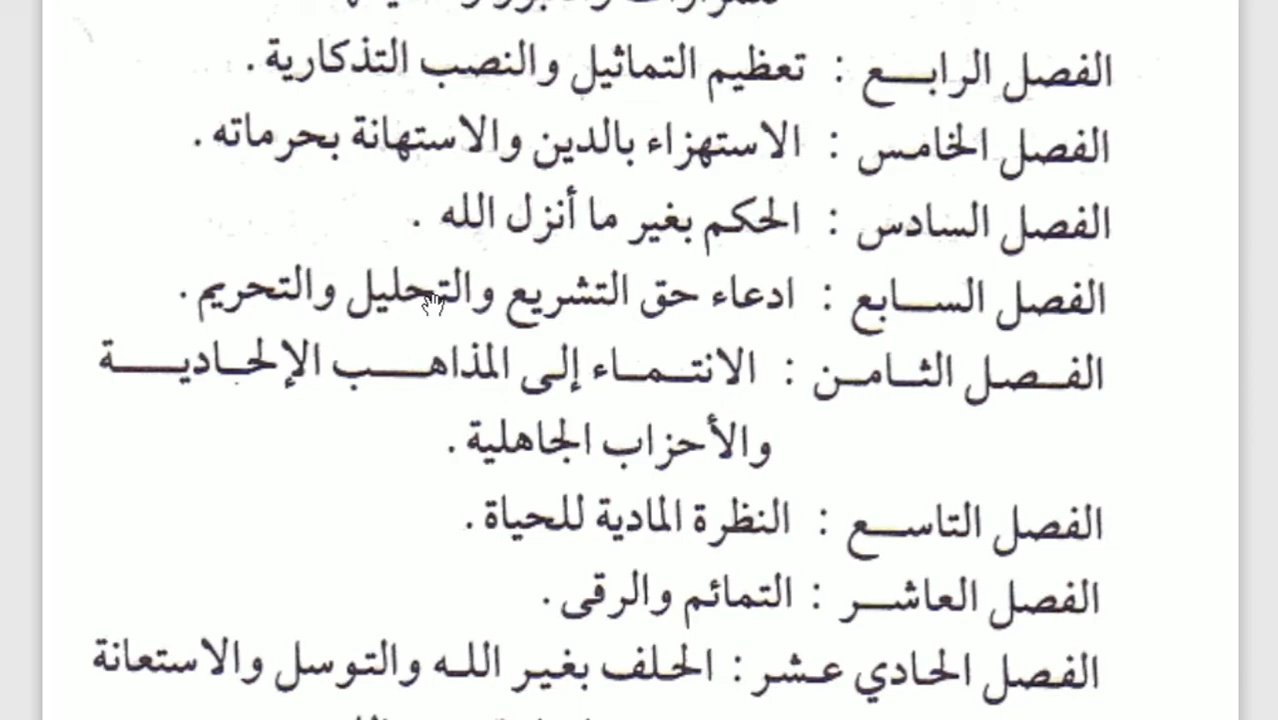 الفصل الرابع : تعظيم التماثيل والنصب التذكارية .
الفصل الخامس : الاستهزاء بالدين والاستهانة بحرماته .
الفصل السادس : الحكم بغير ما أنزل الله .
الفصل السابع : ادعاء حق التشريع والتحليل والتحريم .
الفصل الثامن : الانتماء إلى المذاهب الإلحادية
والأحزاب الجاهلية .
الفصل التاسع : النظرة المادية للحياة .
الفصل العاشر : التمائم والرقى .
الفصل الحادي عشر : الحلف بغير الله والتوسل والاستعانة